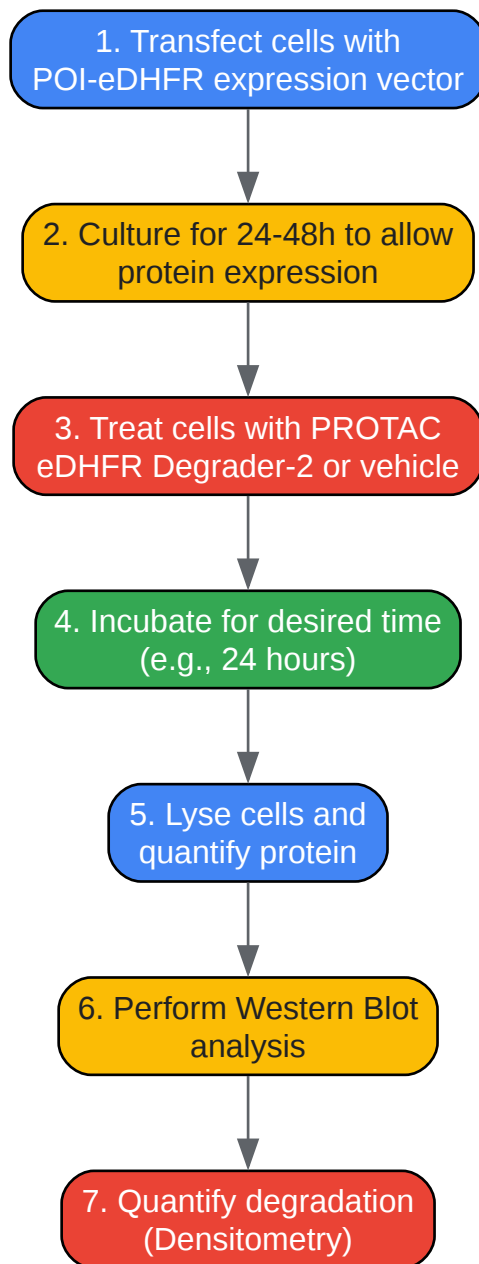 1. Transfect cells with
POI-eDHFR expression vector
2. Culture for 24-48h to allow
protein expression
3. Treat cells with PROTAC
eDHFR Degrader-2 or vehicle
4. Incubate for desired time
(e.g., 24 hours)
5. Lyse cells and
quantify protein
6. Perform Western Blot
analysis
7. Quantify degradation
(Densitometry)